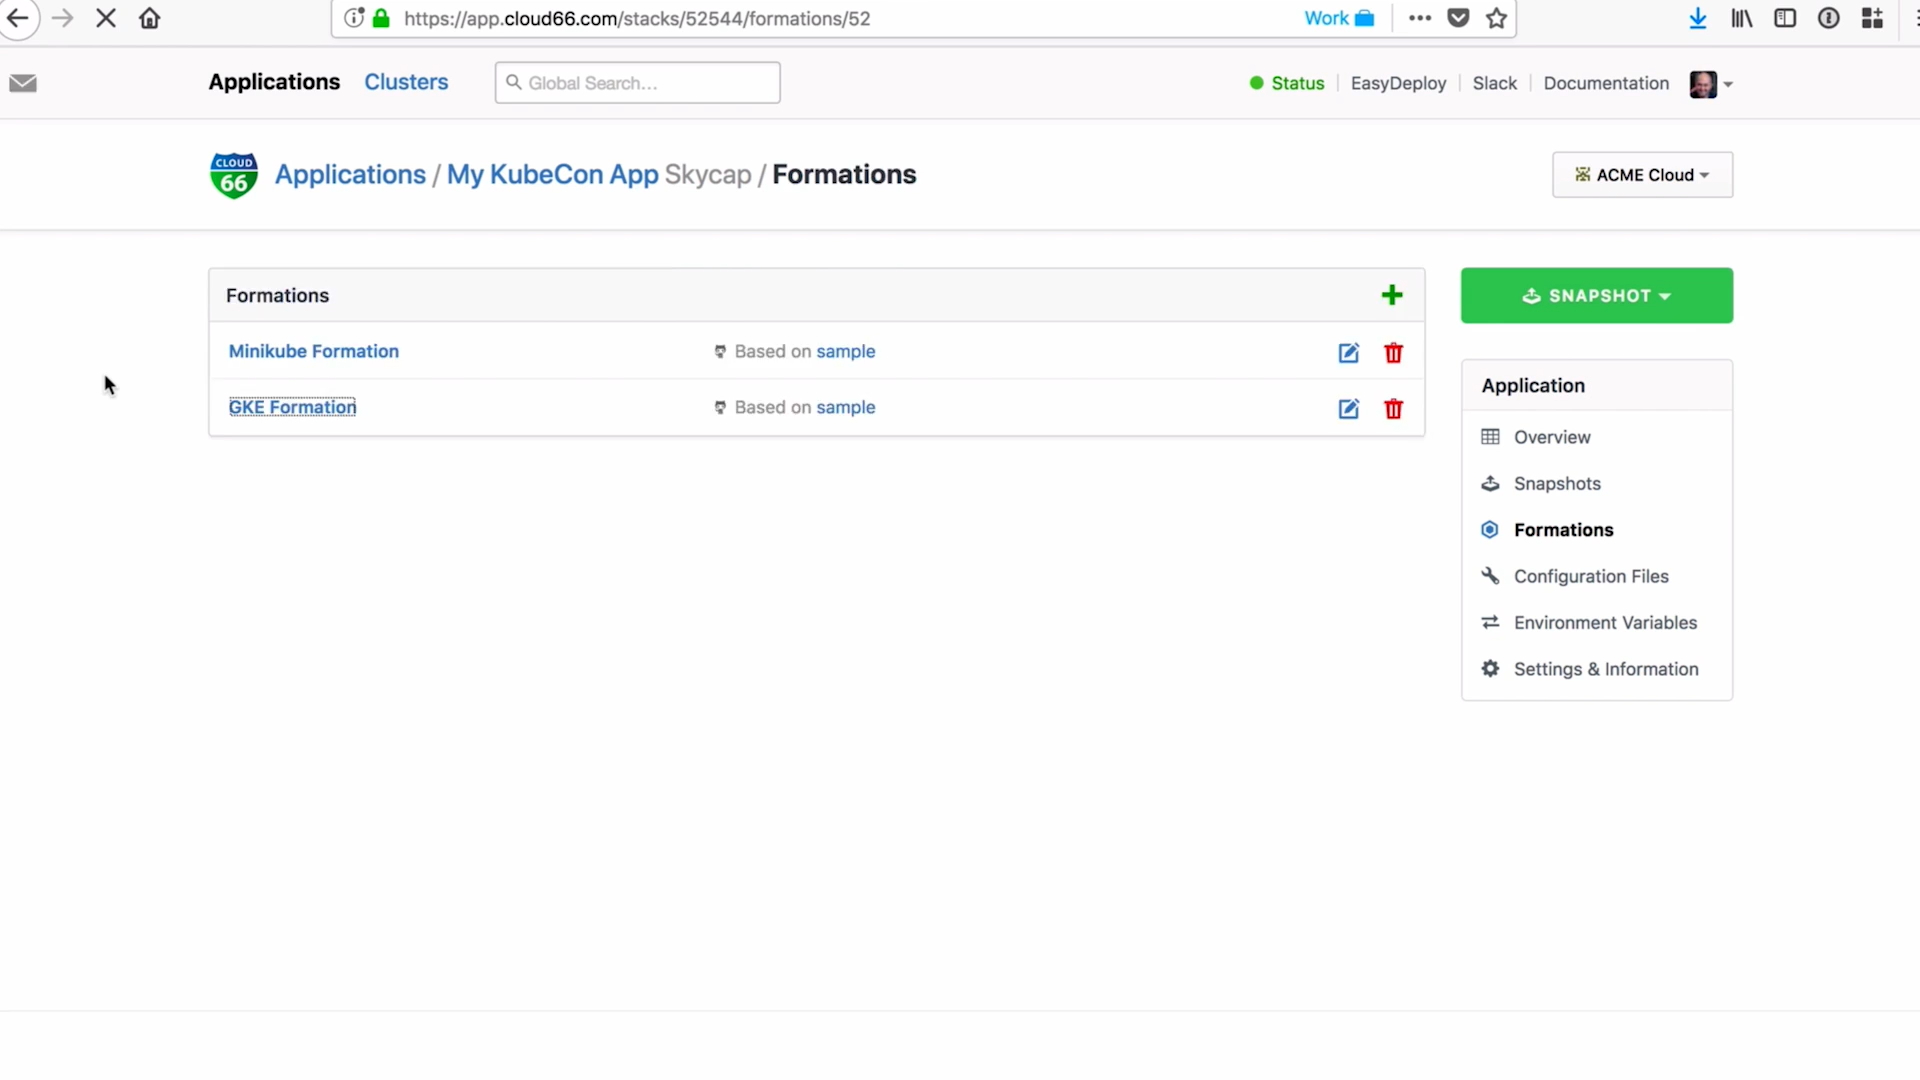 https://app.cloud66.com/stacks/52544/formations/52
Work
Applications Clusters Global Search... Status EasyDeploy Slack Documentation
CLOUD 66
Applications / My KubeCon App Skycap / Formations
ACME Cloud
Formations
SNAPSHOT
Minikube Formation Based on sample
GKE Formation Based on sample
Application
Overview
Snapshots
Formations
Configuration Files
Environment Variables
Settings & Information